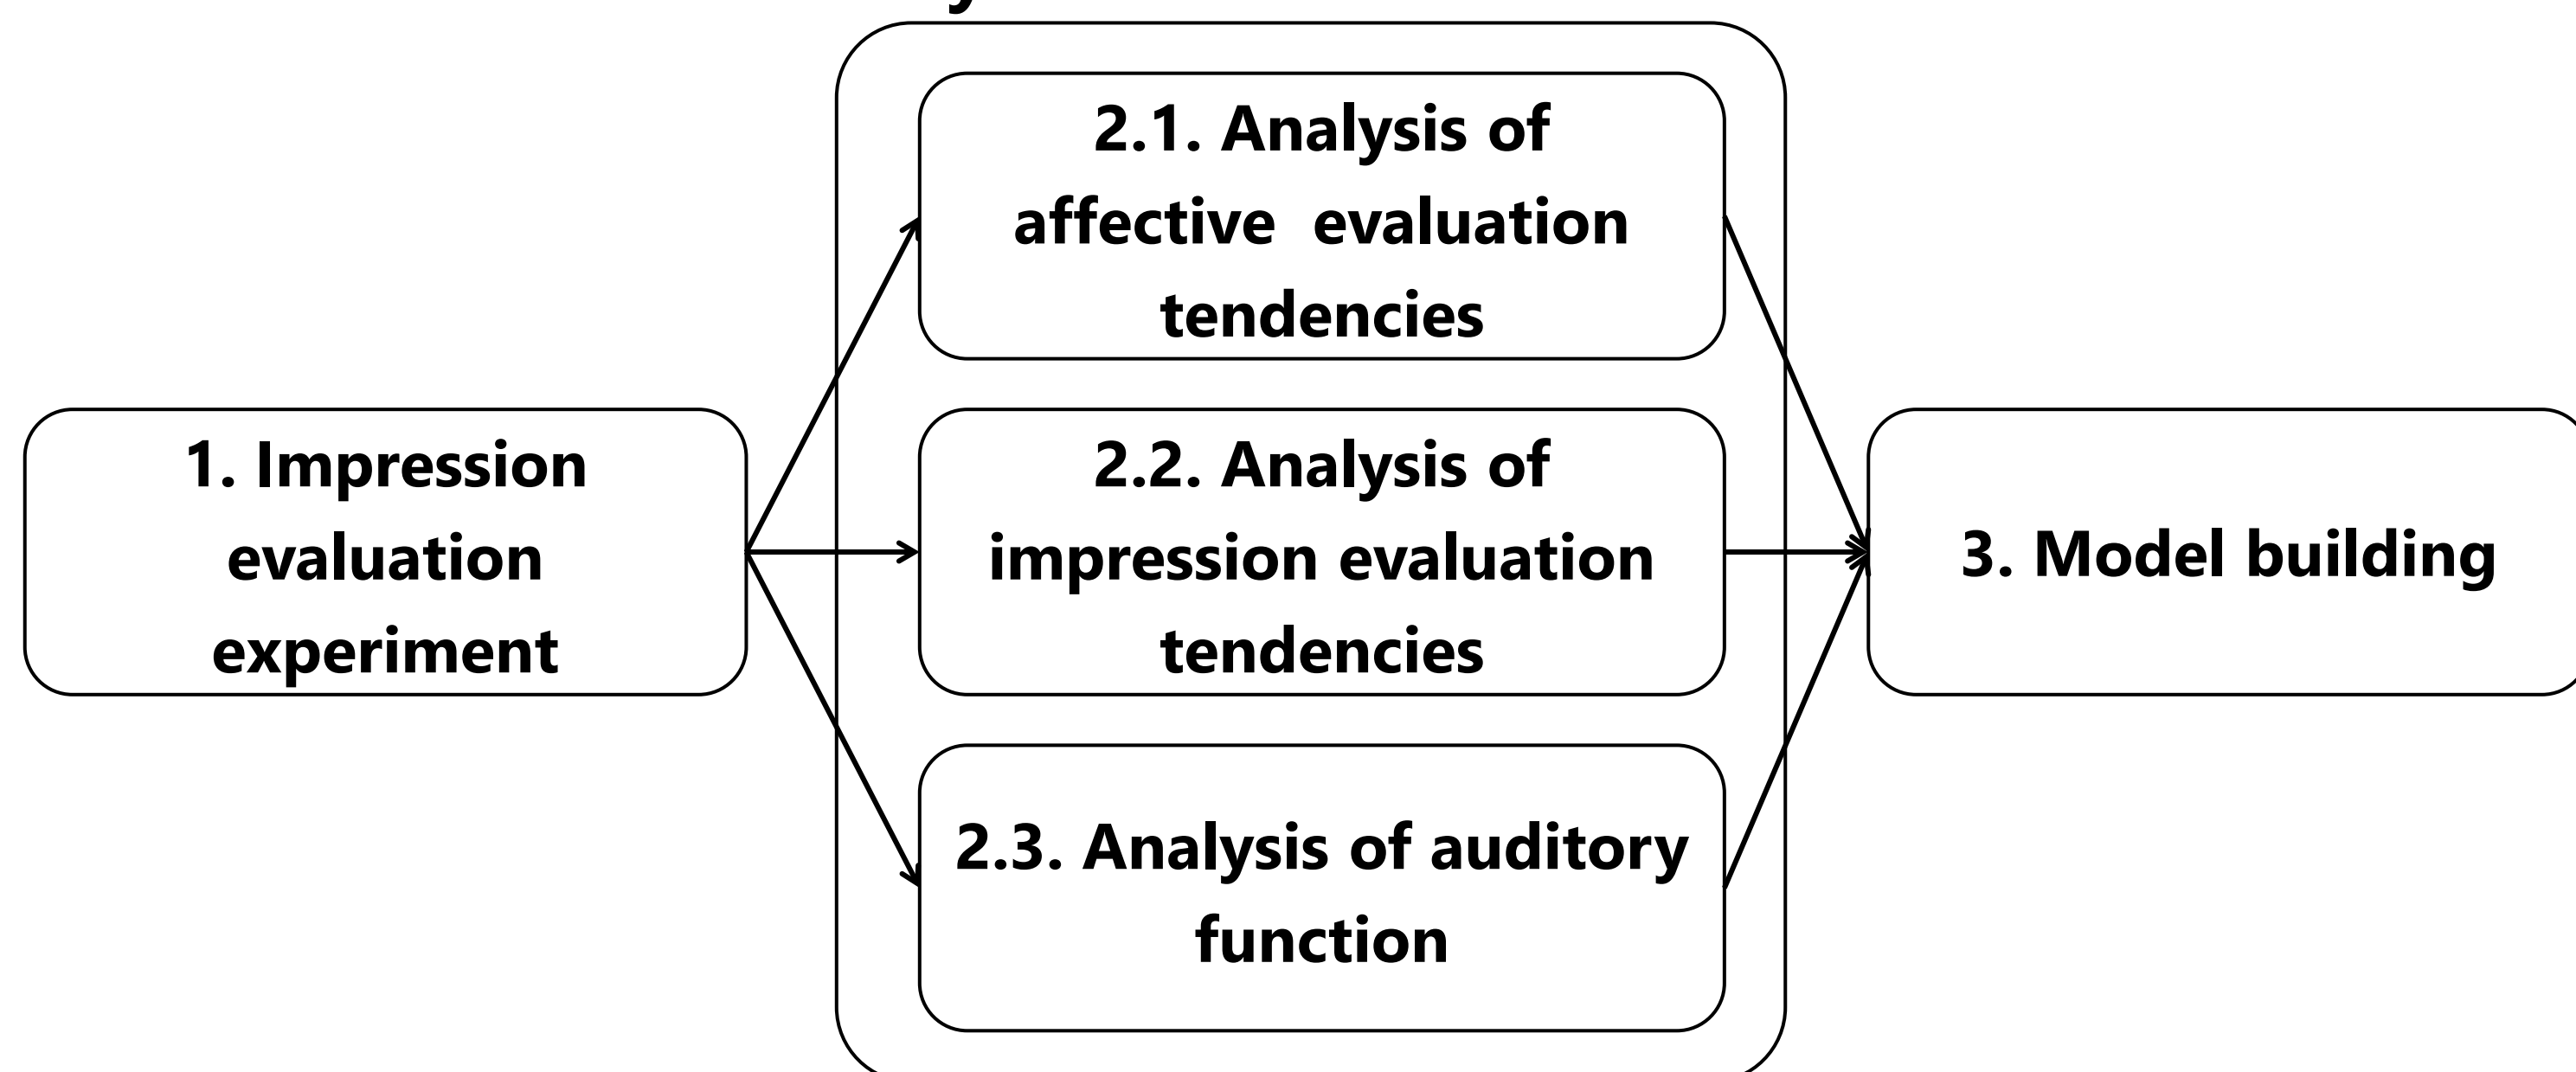 1. Impression
evaluation
experiment
2.1. Analysis of
affective  evaluation
tendencies
2.2. Analysis of
impression evaluation
tendencies
2.3. Analysis of auditory
function
3. Model building